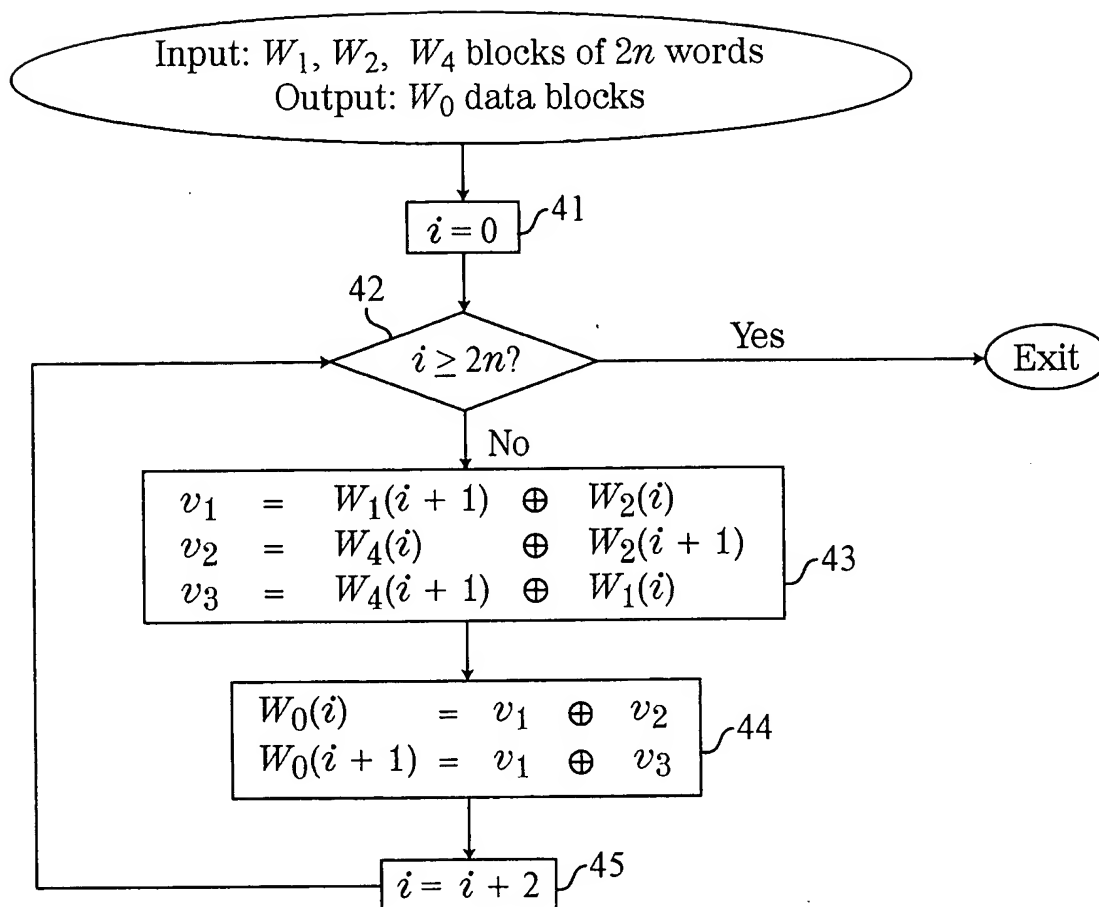 Input: W₁, W₂, W₄ blocks of 2n words
Output: W₀ data blocks
i = 0
41
42
i ≥ 2n?
Yes
Exit
No
v₁ = W₁(i + 1) ⊕ W₂(i)
v₂ = W₄(i) ⊕ W₂(i + 1)
v₃ = W₄(i + 1) ⊕ W₁(i)
43
W₀(i) = v₁ ⊕ v₂
W₀(i + 1) = v₁ ⊕ v₃
44
i = i + 2
45